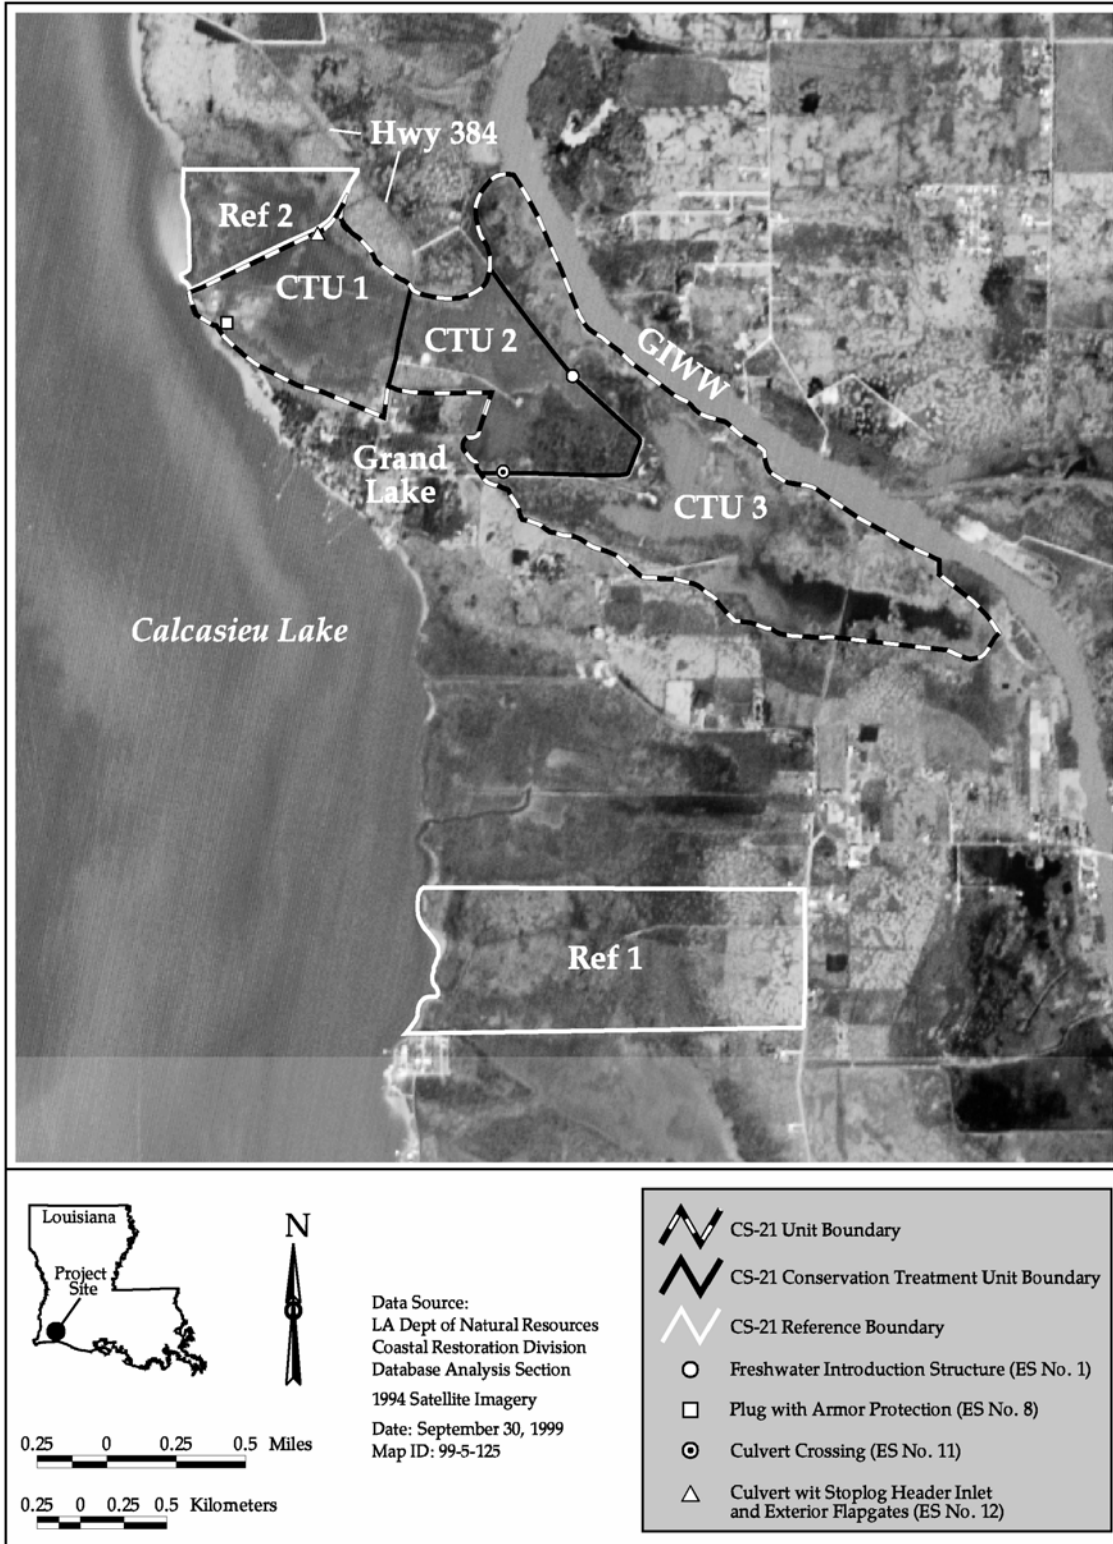 Hwy 384
Ref 2
CTU 1
CTU 2
GIWW
Grand
Lake
CTU 3
Calcasieu Lake
Ref 1
Louisiana
Project
Site
N
Data Source:
LA Dept of Natural Resources
Coastal Restoration Division
Database Analysis Section
1994 Satellite Imagery
Date: September 30, 1999
Map ID: 99-5-125
0.25 0 0.25 0.5 Miles
0.25 0 0.25 0.5 Kilometers
CS-21 Unit Boundary
CS-21 Conservation Treatment Unit Boundary
CS-21 Reference Boundary
Freshwater Introduction Structure (ES No. 1)
Plug with Armor Protection (ES No. 8)
Culvert Crossing (ES No. 11)
Culvert wit Stoplog Header Inlet
and Exterior Flapgates (ES No. 12)